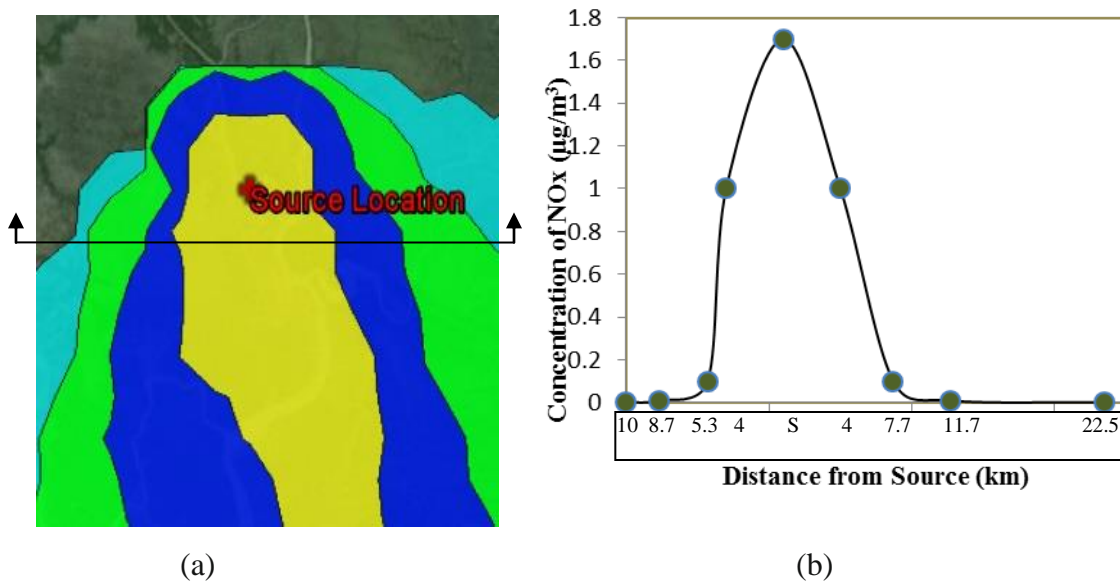 Source Location
(a)
Concentration of NOx (µg/m³)
1.8
1.6
1.4
1.2
1
0.8
0.6
0.4
0.2
0
10 8.7 5.3 4 S 4 7.7 11.7 22.5
Distance from Source (km)
(b)